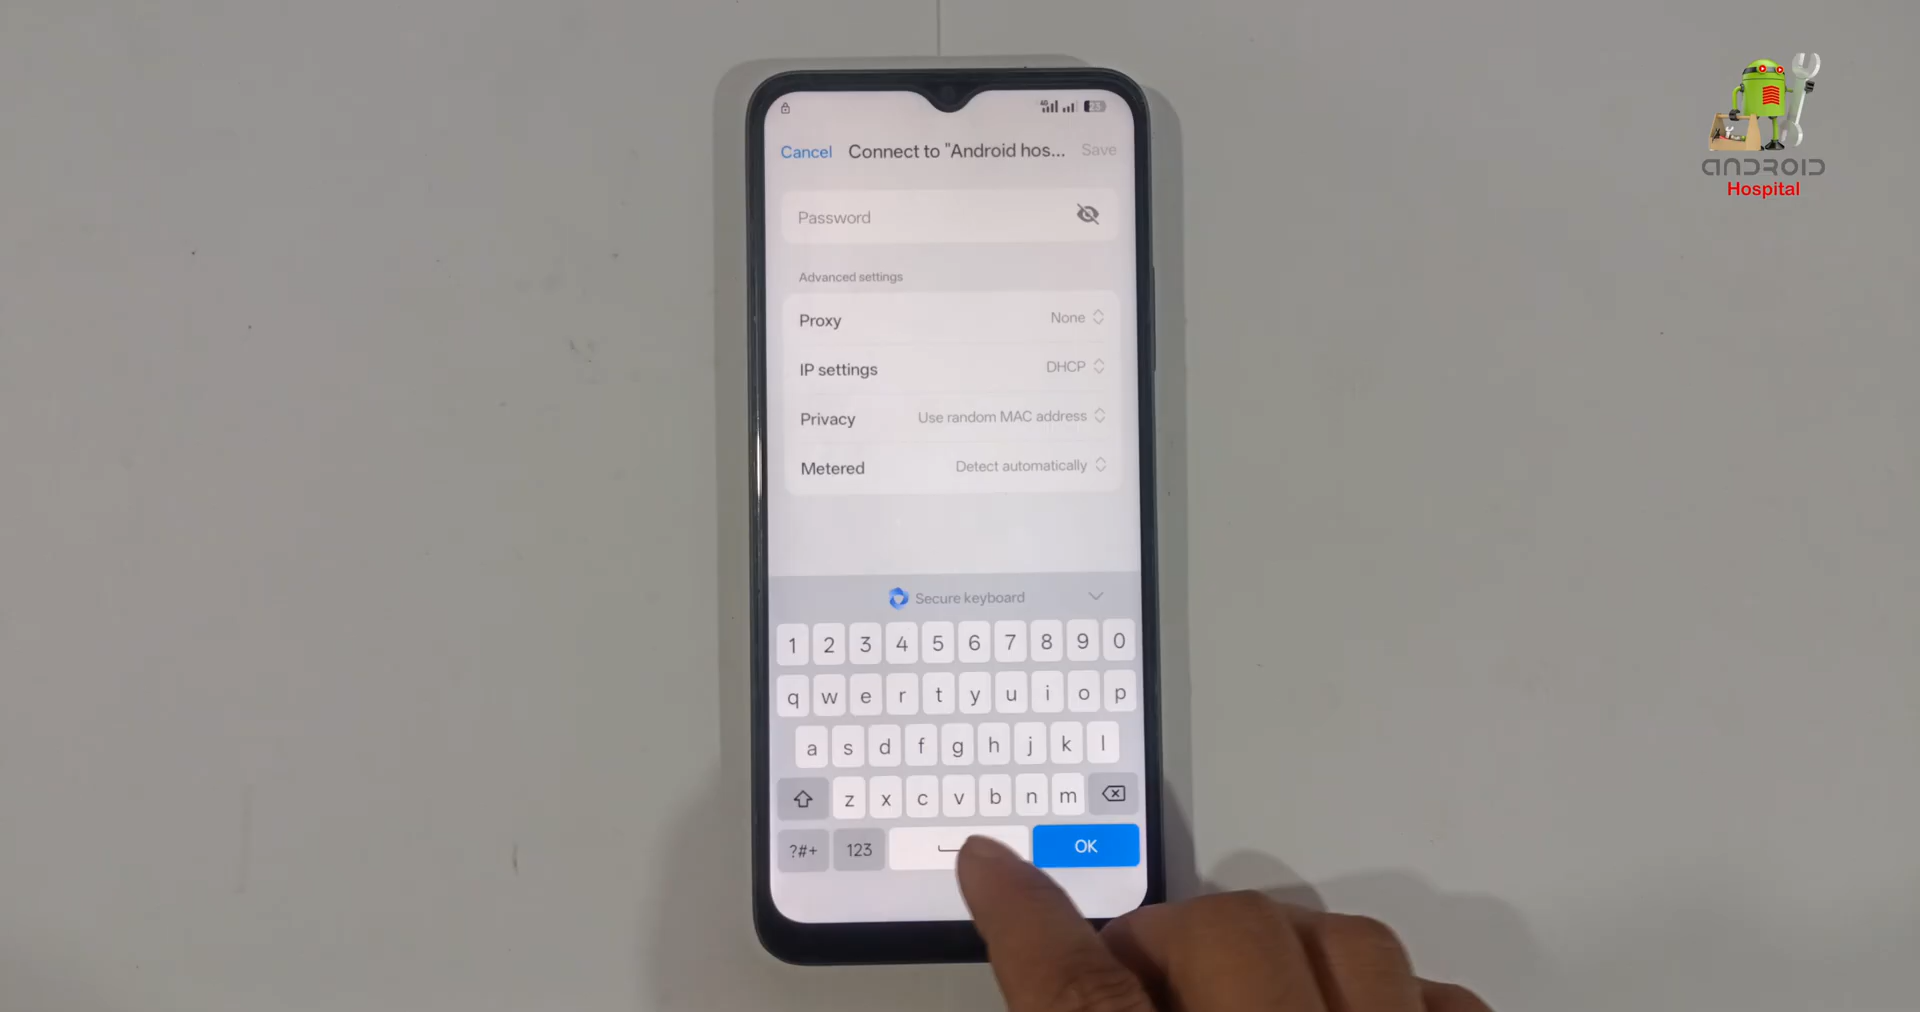 23
Cancel Connect to "Android hos... Save
Password
Advanced settings
Proxy None
IP settings DHCP
Privacy Use random MAC address
Metered Detect automatically
Secure keyboard
1 2 3 4 5 6 7 8 9 0
q w e r t y u i o p
a s d f g h j k l
z x c v b n m
?#+ 123 OK
ANDROID
Hospital